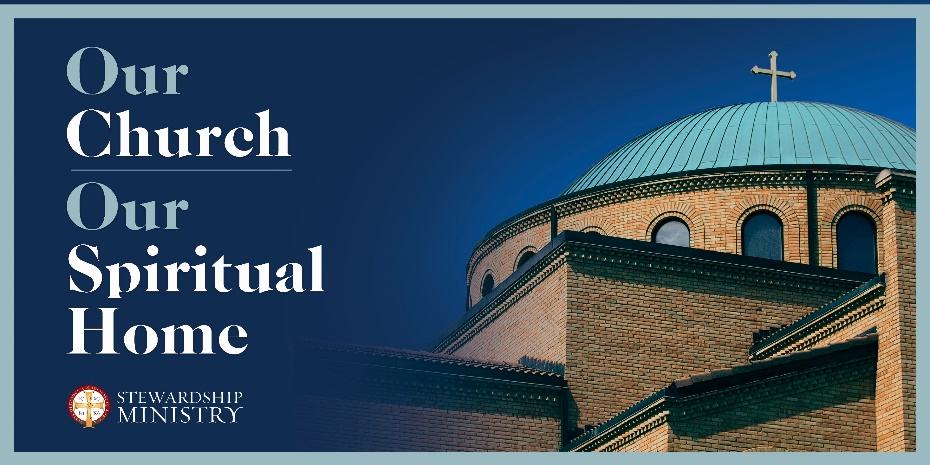 Our
Church
Our
Spiritual
Home
STEWARDSHIP
MINISTRY